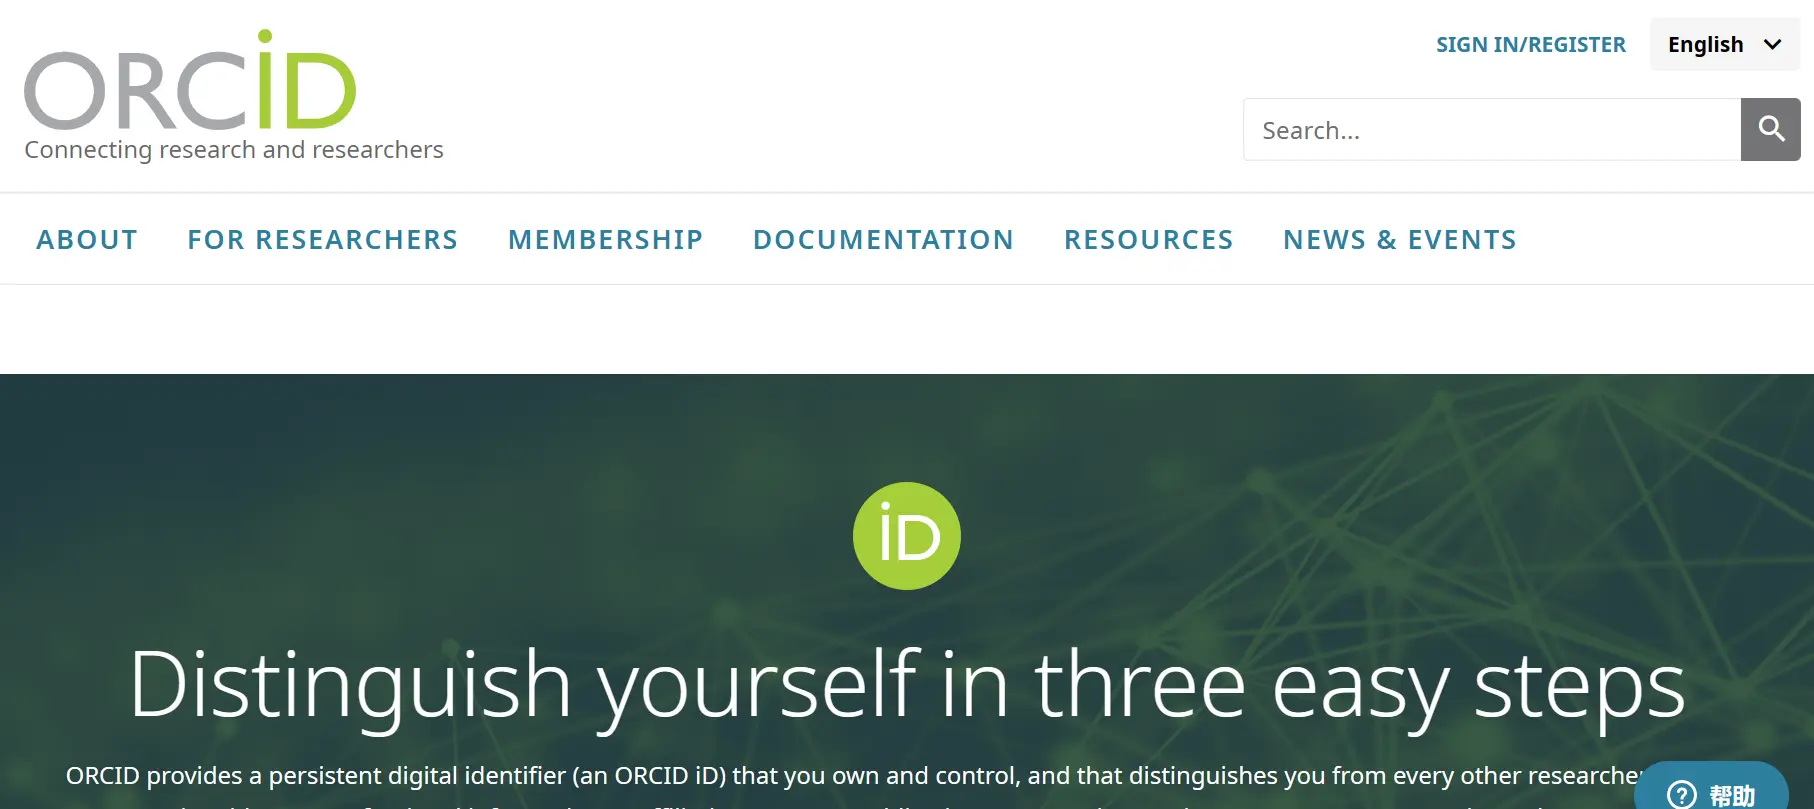 ORCID
Connecting research and researchers
SIGN IN/REGISTER
English
Search...
ABOUT
FOR RESEARCHERS
MEMBERSHIP
DOCUMENTATION
RESOURCES
NEWS & EVENTS
iD
Distinguish yourself in three easy steps
ORCID provides a persistent digital identifier (an ORCID iD) that you own and control, and that distinguishes you from every other researcher
帮助